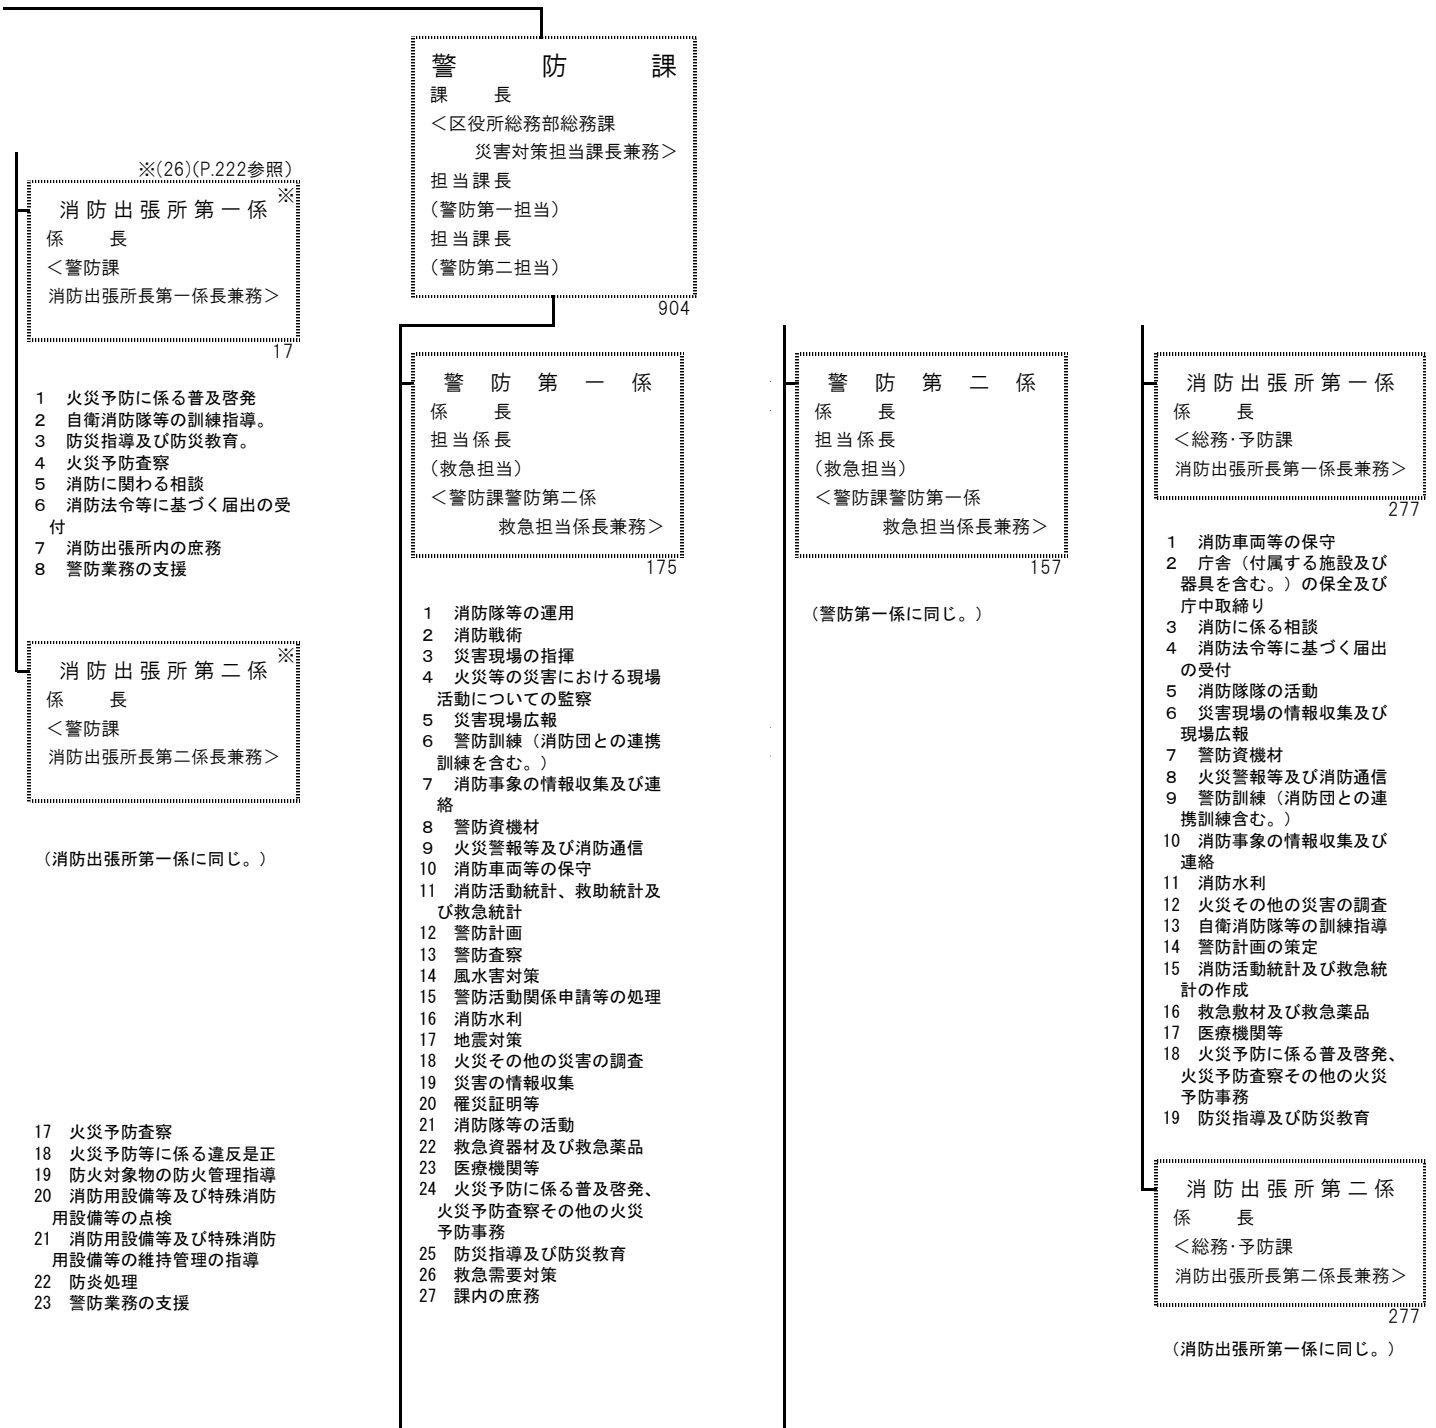 ※(26)(P.222参照)
消防出張所第一係 ※
係　　長
＜警防課
消防出張所長第一係長兼務＞
17
1　火災予防に係る普及啓発
2　自衛消防隊等の訓練指導。
3　防災指導及び防災教育。
4　火災予防査察
5　消防に関わる相談
6　消防法令等に基づく届出の受
付
7　消防出張所内の庶務
8　警防業務の支援
消防出張所第二係 ※
係　　長
＜警防課
消防出張所長第二係長兼務＞
（消防出張所第一係に同じ。）
17　火災予防査察
18　火災予防等に係る違反是正
19　防火対象物の防火管理指導
20　消防用設備等及び特殊消防
用設備等の点検
21　消防用設備等及び特殊消防
用設備等の維持管理の指導
22　防炎処理
23　警防業務の支援
警　防　課
課　　長
＜区役所総務部総務課
災害対策担当課長兼務＞
担当課長
（警防第一担当）
担当課長
（警防第二担当）
904
警 防 第 一 係
係　　長
担当係長
（救急担当）
＜警防課警防第二係
救急担当係長兼務＞
175
1　消防隊等の運用
2　消防戦術
3　災害現場の指揮
4　火災等の災害における現場
活動についての監察
5　災害現場広報
6　警防訓練（消防団との連携
訓練を含む。）
7　消防事象の情報収集及び連
絡
8　警防資機材
9　火災警報等及び消防通信
10　消防車両等の保守
11　消防活動統計、救助統計及
び救急統計
12　警防計画
13　警防査察
14　風水害対策
15　警防活動関係申請等の処理
16　消防水利
17　地震対策
18　火災その他の災害の調査
19　災害の情報収集
20　罹災証明等
21　消防隊等の活動
22　救急資器材及び救急薬品
23　医療機関等
24　火災予防に係る普及啓発、
火災予防査察その他の火災
予防事務
25　防災指導及び防災教育
26　救急需要対策
27　課内の庶務
警 防 第 二 係
係　　長
担当係長
（救急担当）
＜警防課警防第一係
救急担当係長兼務＞
157
（警防第一係に同じ。）
消防出張所第一係
係　　長
＜総務･予防課
消防出張所長第一係長兼務＞
277
1　消防車両等の保守
2　庁舎（付属する施設及び
器具を含む。）の保全及び
庁中取締り
3　消防に係る相談
4　消防法令等に基づく届出
の受付
5　消防隊隊の活動
6　災害現場の情報収集及び
現場広報
7　警防資機材
8　火災警報等及び消防通信
9　警防訓練（消防団との連
携訓練含む。）
10　消防事象の情報収集及び
連絡
11　消防水利
12　火災その他の災害の調査
13　自衛消防隊等の訓練指導
14　警防計画の策定
15　消防活動統計及び救急統
計の作成
16　救急敷材及び救急薬品
17　医療機関等
18　火災予防に係る普及啓発、
火災予防査察その他の火災
予防事務
19　防災指導及び防災教育
消防出張所第二係
係　　長
＜総務･予防課
消防出張所長第二係長兼務＞
277
（消防出張所第一係に同じ。）